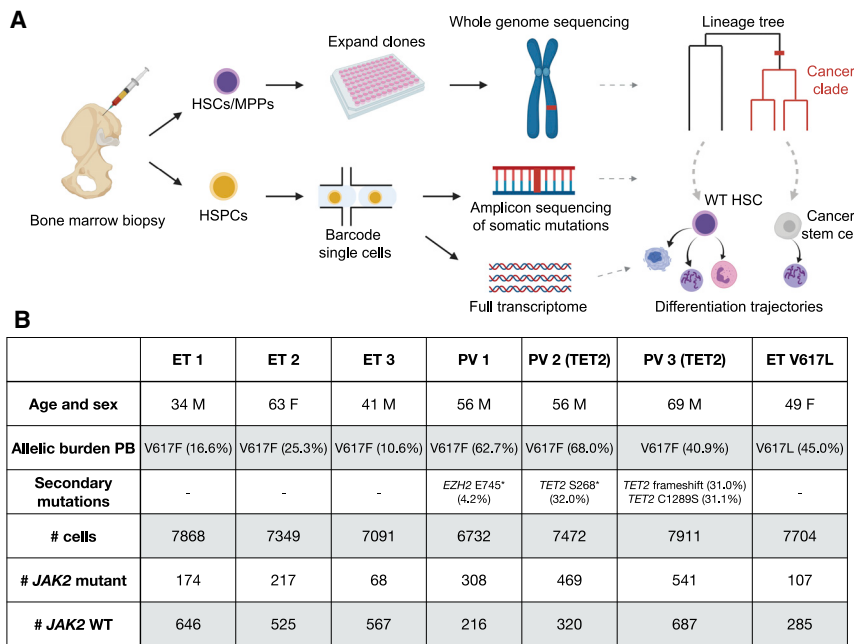 A
Bone marrow biopsy
HSCs/MPPs
HSPCs
Expand clones
Barcode
single cells
Whole genome sequencing
Amplicon sequencing
of somatic mutations
Full transcriptome
Lineage tree
Cancer
clade
WT HSC
Cancer
stem ce
Differentiation trajectories
B
ET 1 ET 2 ET 3 PV 1 PV 2 (TET2) PV 3 (TET2) ET V617L
Age and sex 34 M 63 F 41 M 56 M 56 M 69 M 49 F
Allelic burden PB V617F (16.6%) V617F (25.3%) V617F (10.6%) V617F (62.7%) V617F (68.0%) V617F (40.9%) V617L (45.0%)
Secondary mutations - - - EZH2 E745* (4.2%) TET2 S268* (32.0%) TET2 frameshift (31.0%) TET2 C1289S (31.1%) -
# cells 7868 7349 7091 6732 7472 7911 7704
# JAK2 mutant 174 217 68 308 469 541 107
# JAK2 WT 646 525 567 216 320 687 285